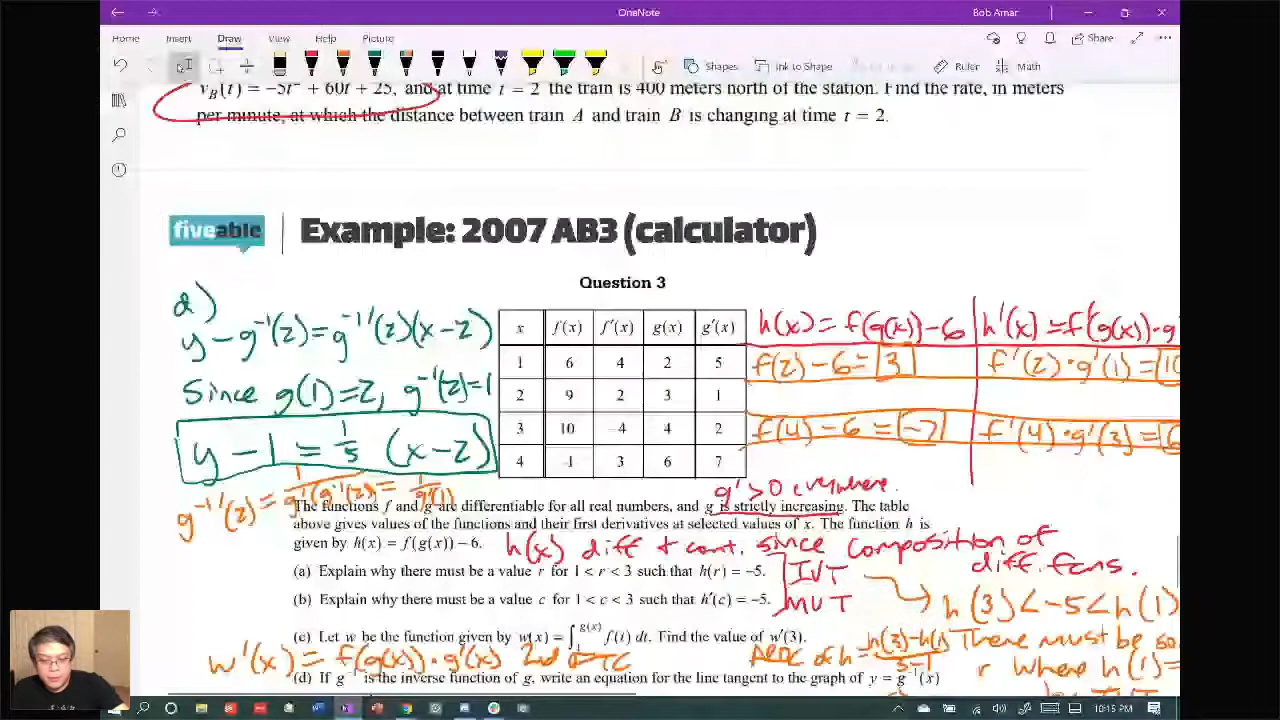 OneNote
Bob Amar
Home Insert Draw View Help Picture
Share
Shapes Ink to Shape Ruler Math
v_B(t) = −5t² + 60t + 25, and at time t = 2 the train is 400 meters north of the station. Find the rate, in meters
per minute, at which the distance between train A and train B is changing at time t = 2.
fiveable
Example: 2007 AB3 (calculator)
Question 3
x f(x) f′(x) g(x) g′(x)
1 6 4 2 5
2 9 2 3 1
3 10 −4 4 2
4 −1 3 6 7
d)
y − g⁻¹(2) = g⁻¹′(2)(x−2)
Since g(1)=2, g⁻¹(2)=1
y − 1 = 1/5 (x−2)
g⁻¹′(2) = 1/g′(g⁻¹(2)) = 1/g′(1)
h(x) = f(g(x)) − 6
h′(x) = f′(g(x))·g
f(2) − 6 = 3
f′(2)·g′(1) = 10
f(4) − 6 = −7
f′(4)·g′(3) = 6
g′ > 0 everywhere.
The functions f and g are differentiable for all real numbers, and g is strictly increasing. The table
above gives values of the functions and their first derivatives at selected values of x. The function h is
given by h(x) = f(g(x)) − 6.
h(x) diff + cont. since composition of
diff. fcns.
(a) Explain why there must be a value r for 1 < r < 3 such that h(r) = −5.
IVT
(b) Explain why there must be a value c for 1 < c < 3 such that h′(c) = −5.
MVT
h(3) < −5 < h(1)
(c) Let w be the function given by w(x) = ∫₁^g(x) f(t) dt. Find the value of w′(3).
w′(x) = f(g(x))·g′(x) 2nd FTC
AROC of h = h(3)−h(1)/3−1
There must be so
r where h(1)=
(d) If g⁻¹ is the inverse function of g, write an equation for the line tangent to the graph of y = g⁻¹(x)
by IVT
10:15 PM